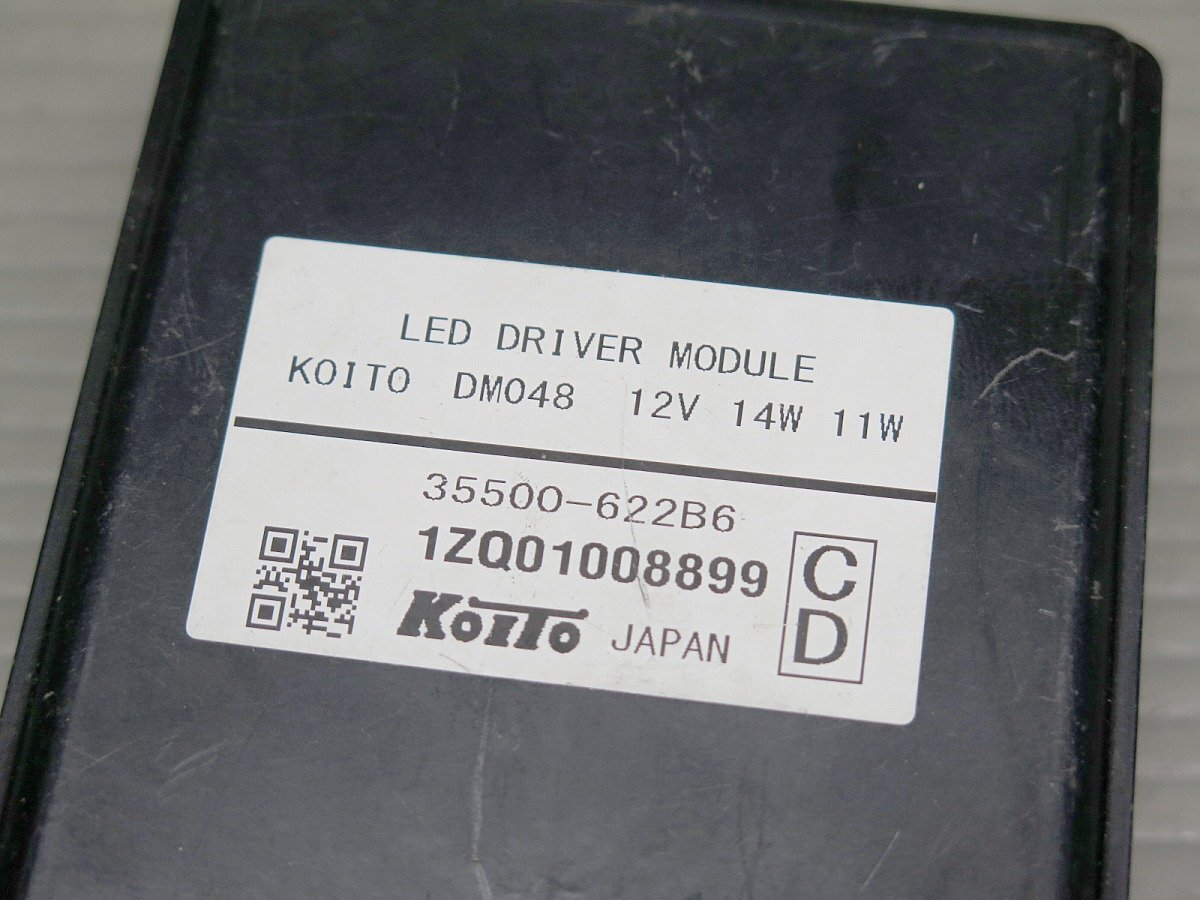 LED DRIVER MODULE
KOITO DM048 12V 14W 11W
35500-622B6
1ZQ01008899
KOITO JAPAN
C
D